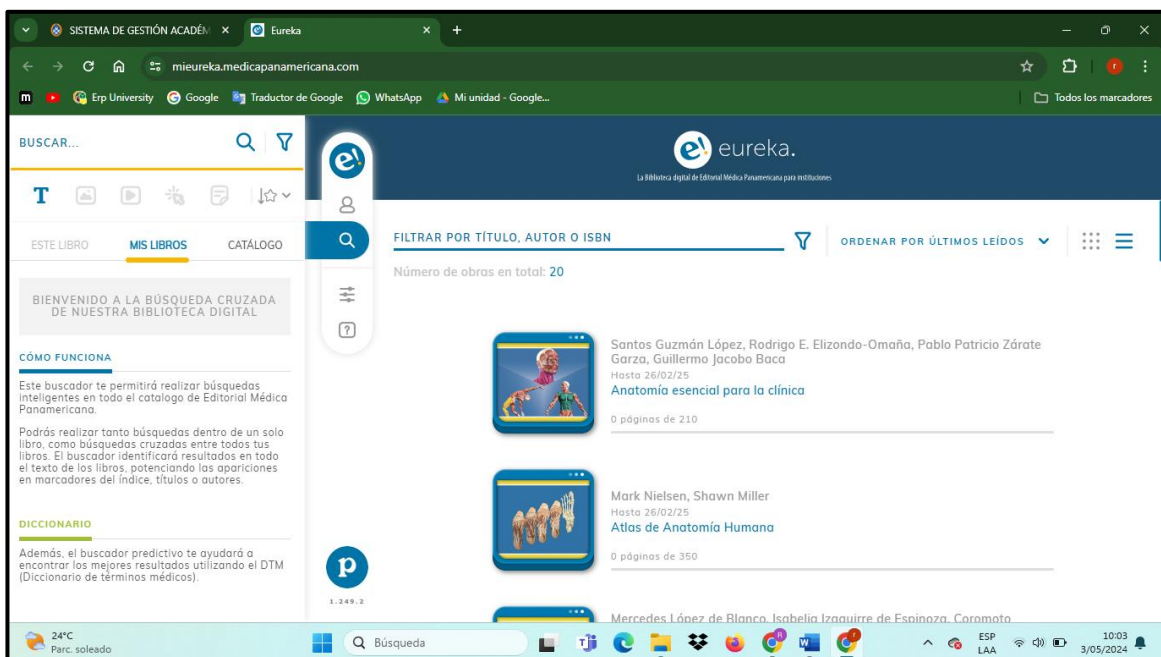 SISTEMA DE GESTIÓN ACADÉM
Eureka
mieureka.medicapanamericana.com
Erp University
Google
Traductor de Google
WhatsApp
Mi unidad - Google...
Todos los marcadores
BUSCAR...
T
ESTE LIBRO
MIS LIBROS
CATÁLOGO
BIENVENIDO A LA BÚSQUEDA CRUZADA
DE NUESTRA BIBLIOTECA DIGITAL
CÓMO FUNCIONA
Este buscador te permitirá realizar búsquedas
inteligentes en todo el catalogo de Editorial Médica
Panamericana.
Podrás realizar tanto búsquedas dentro de un solo
libro, como búsquedas cruzadas entre todos tus
libros. El buscador identificará resultados en todo
el texto de los libros, potenciando las apariciones
en marcadores del índice, títulos o autores.
DICCIONARIO
Además, el buscador predictivo te ayudará a
encontrar los mejores resultados utilizando el DTM
(Diccionario de términos médicos).
e!
p
1.249.2
e! eureka.
La Biblioteca digital de Editorial Médica Panamericana para instituciones
FILTRAR POR TÍTULO, AUTOR O ISBN
ORDENAR POR ÚLTIMOS LEÍDOS
Número de obras en total: 20
Santos Guzmán López, Rodrigo E. Elizondo-Omaña, Pablo Patricio Zárate
Garza, Guillermo Jacobo Baca
Hasta 26/02/25
Anatomía esencial para la clínica
0 páginas de 210
Mark Nielsen, Shawn Miller
Hasta 26/02/25
Atlas de Anatomía Humana
0 páginas de 350
Mercedes López de Blanco, Isabelia Izaguirre de Espinoza, Coromoto
24°C
Parc. soleado
Búsqueda
ESP
LAA
10:03
3/05/2024